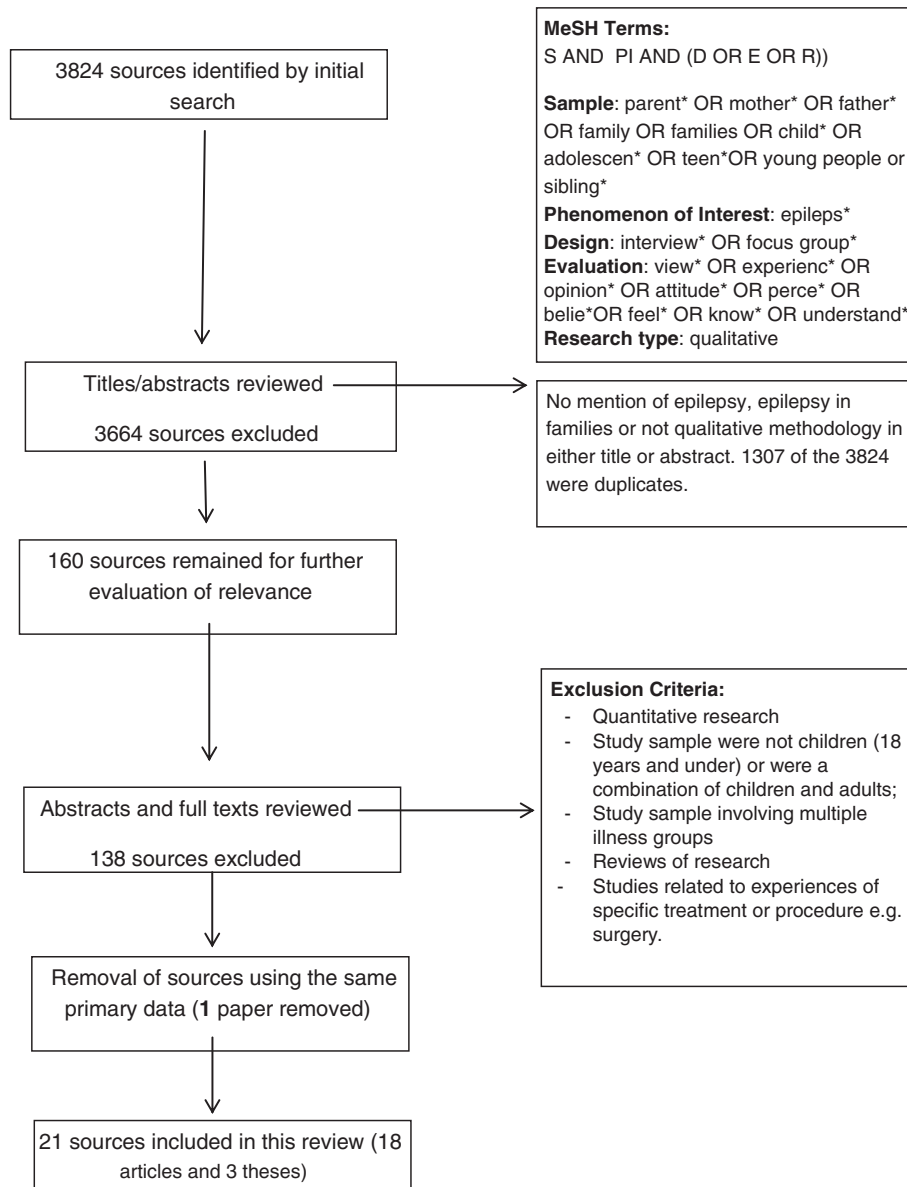 3824 sources identified by initial
search
MeSH Terms:
S AND PI AND (D OR E OR R))
Sample: parent* OR mother* OR father*
OR family OR families OR child* OR
adolescen* OR teen*OR young people or
sibling*
Phenomenon of Interest: epileps*
Design: interview* OR focus group*
Evaluation: view* OR experienc* OR
opinion* OR attitude* OR perce* OR
belie*OR feel* OR know* OR understand*
Research type: qualitative
Titles/abstracts reviewed
3664 sources excluded
No mention of epilepsy, epilepsy in
families or not qualitative methodology in
either title or abstract. 1307 of the 3824
were duplicates.
160 sources remained for further
evaluation of relevance
Abstracts and full texts reviewed
138 sources excluded
Exclusion Criteria:
- Quantitative research
- Study sample were not children (18
years and under) or were a
combination of children and adults;
- Study sample involving multiple
illness groups
- Reviews of research
- Studies related to experiences of
specific treatment or procedure e.g.
surgery.
Removal of sources using the same
primary data (1 paper removed)
21 sources included in this review (18
articles and 3 theses)